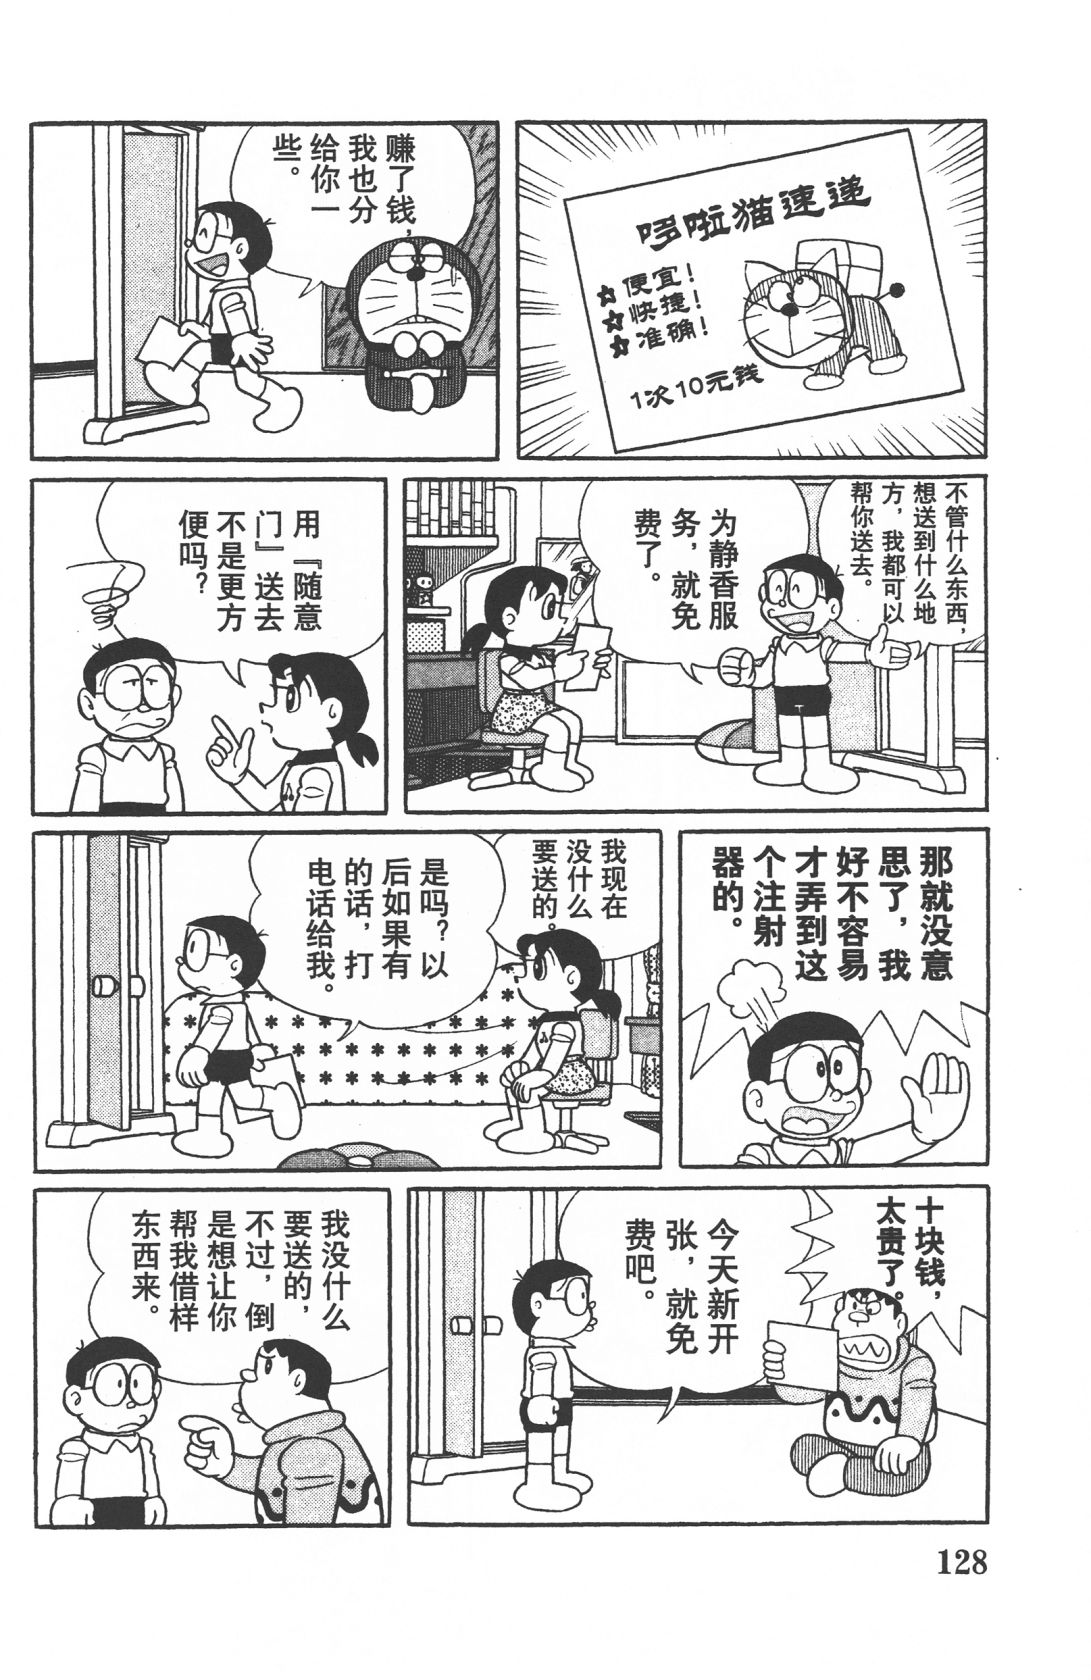 哆啦猫速递
☆便宜！
☆快捷！
☆准确！
1次10元钱
赚了钱，
我也分
给你一
些。
不管什么东西，
想送到什么地
方，我都可以
帮你送去。
为静香服
务，就免
费了。
用『随意
门』送去
不是更方
便吗？
那就没意
思了，我
好不容易
才弄到这
个注射
器的。
我现在
没什么
要送的。
是吗？以
后如果有
的话，打
电话给我。
十块钱，
太贵了。
今天新开
张，就免
费吧。
我没什么
要送的，
不过，倒
是想让你
帮我借样
东西来。
128